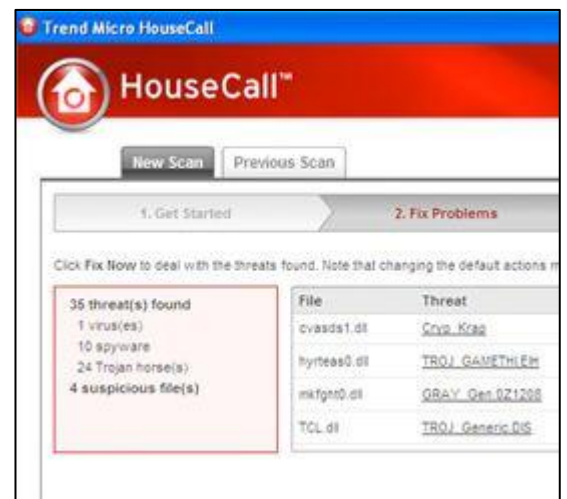 Trend Micro HouseCall
HouseCall™
New Scan Previous Scan
1. Get Started 2. Fix Problems
Click Fix Now to deal with the threats found. Note that changing the default actions m
35 threat(s) found
1 virus(es)
10 spyware
24 Trojan horse(s)
4 suspicious file(s)
File Threat
cvasds1.dll Cryp_Krap
hyrteas0.dll
mkfgnt0.dll GRAY_Gen.0Z1208
TCL.dll TROJ_Generic.DIS